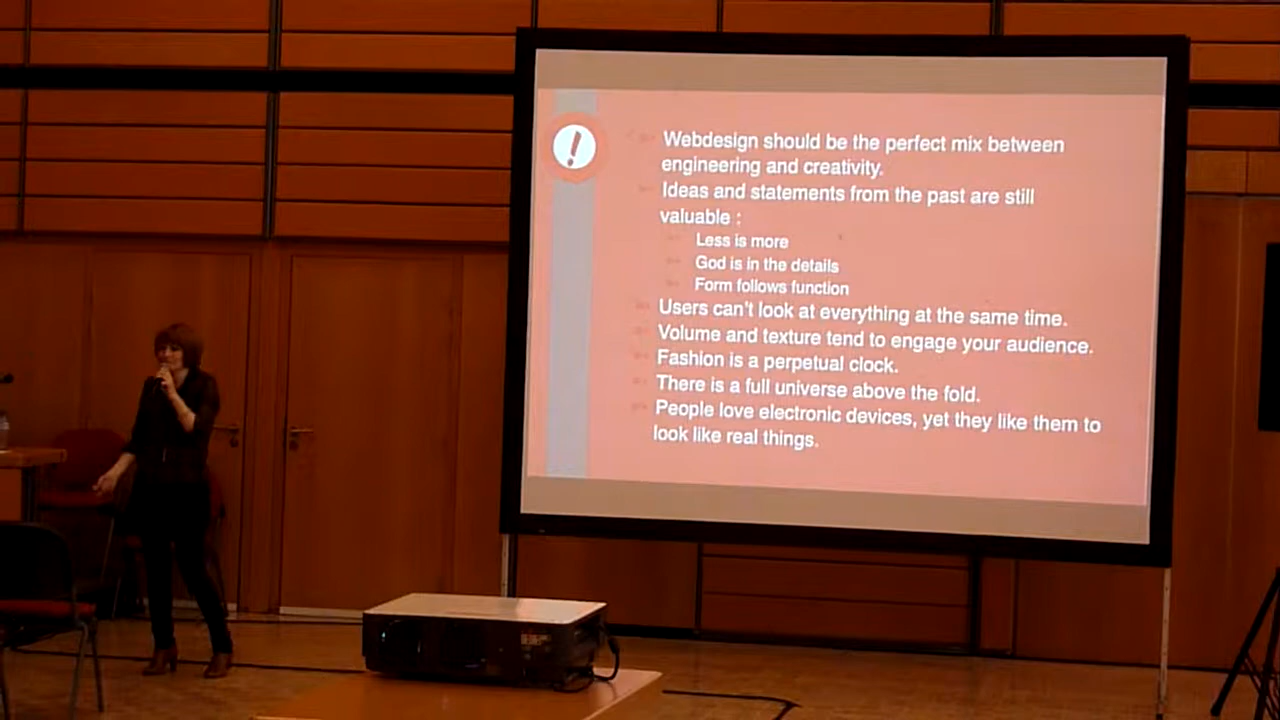 !
Webdesign should be the perfect mix between
engineering and creativity.
Ideas and statements from the past are still
valuable :
Less is more
God is in the details
Form follows function
Users can't look at everything at the same time.
Volume and texture tend to engage your audience.
Fashion is a perpetual clock.
There is a full universe above the fold.
People love electronic devices, yet they like them to
look like real things.